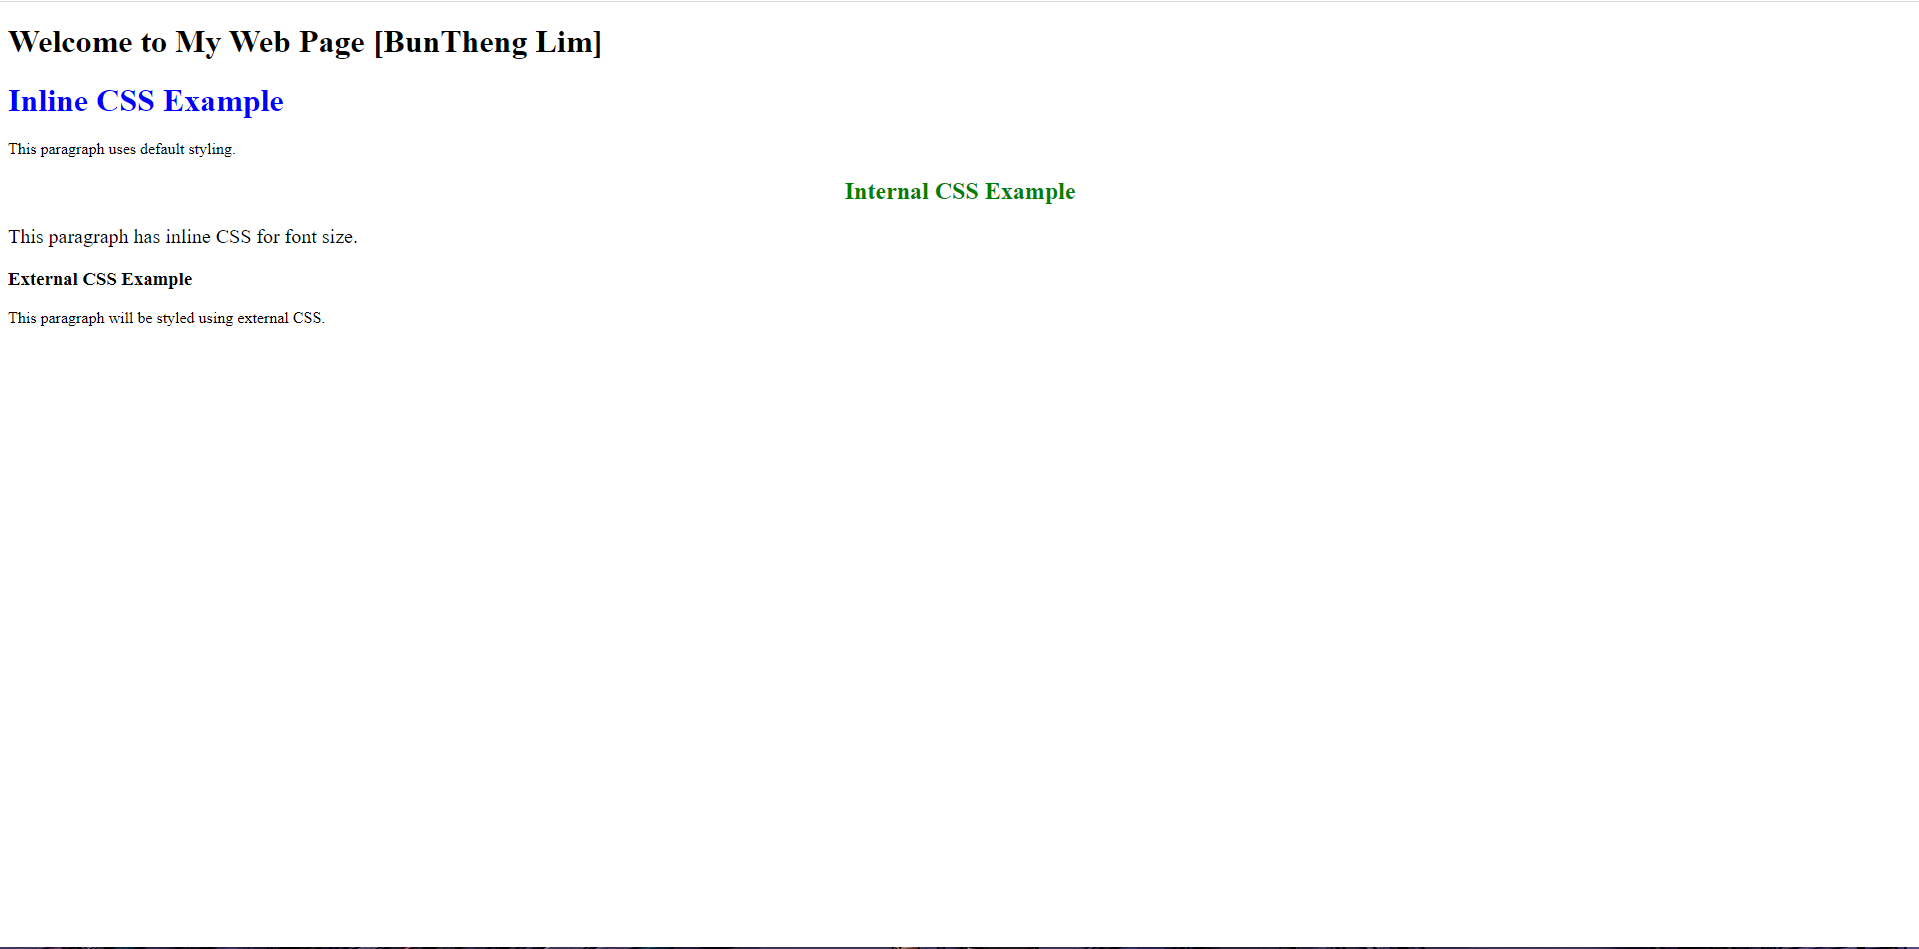 Welcome to My Web Page [BunTheng Lim]
Inline CSS Example
This paragraph uses default styling.
Internal CSS Example
This paragraph has inline CSS for font size.
External CSS Example
This paragraph will be styled using external CSS.